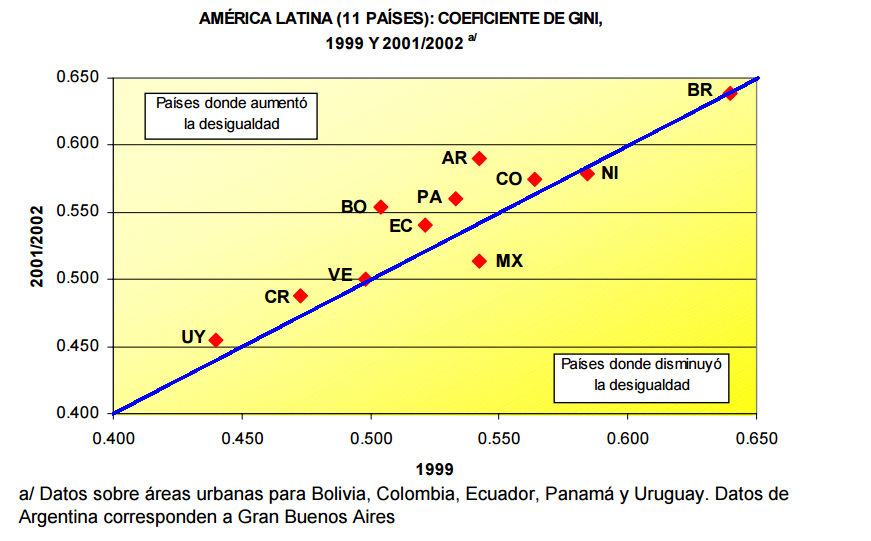 AMÉRICA LATINA (11 PAÍSES): COEFICIENTE DE GINI,
1999 Y 2001/2002 a/
0.650
Países donde aumentó
la desigualdad
BR
0.600
AR
CO
NI
PA
BO
0.550
EC
2001/2002
MX
VE
0.500
CR
UY
0.450
Países donde disminuyó
la desigualdad
0.400
0.400 0.450 0.500 0.550 0.600 0.650
1999
a/ Datos sobre áreas urbanas para Bolivia, Colombia, Ecuador, Panamá y Uruguay. Datos de
Argentina corresponden a Gran Buenos Aires